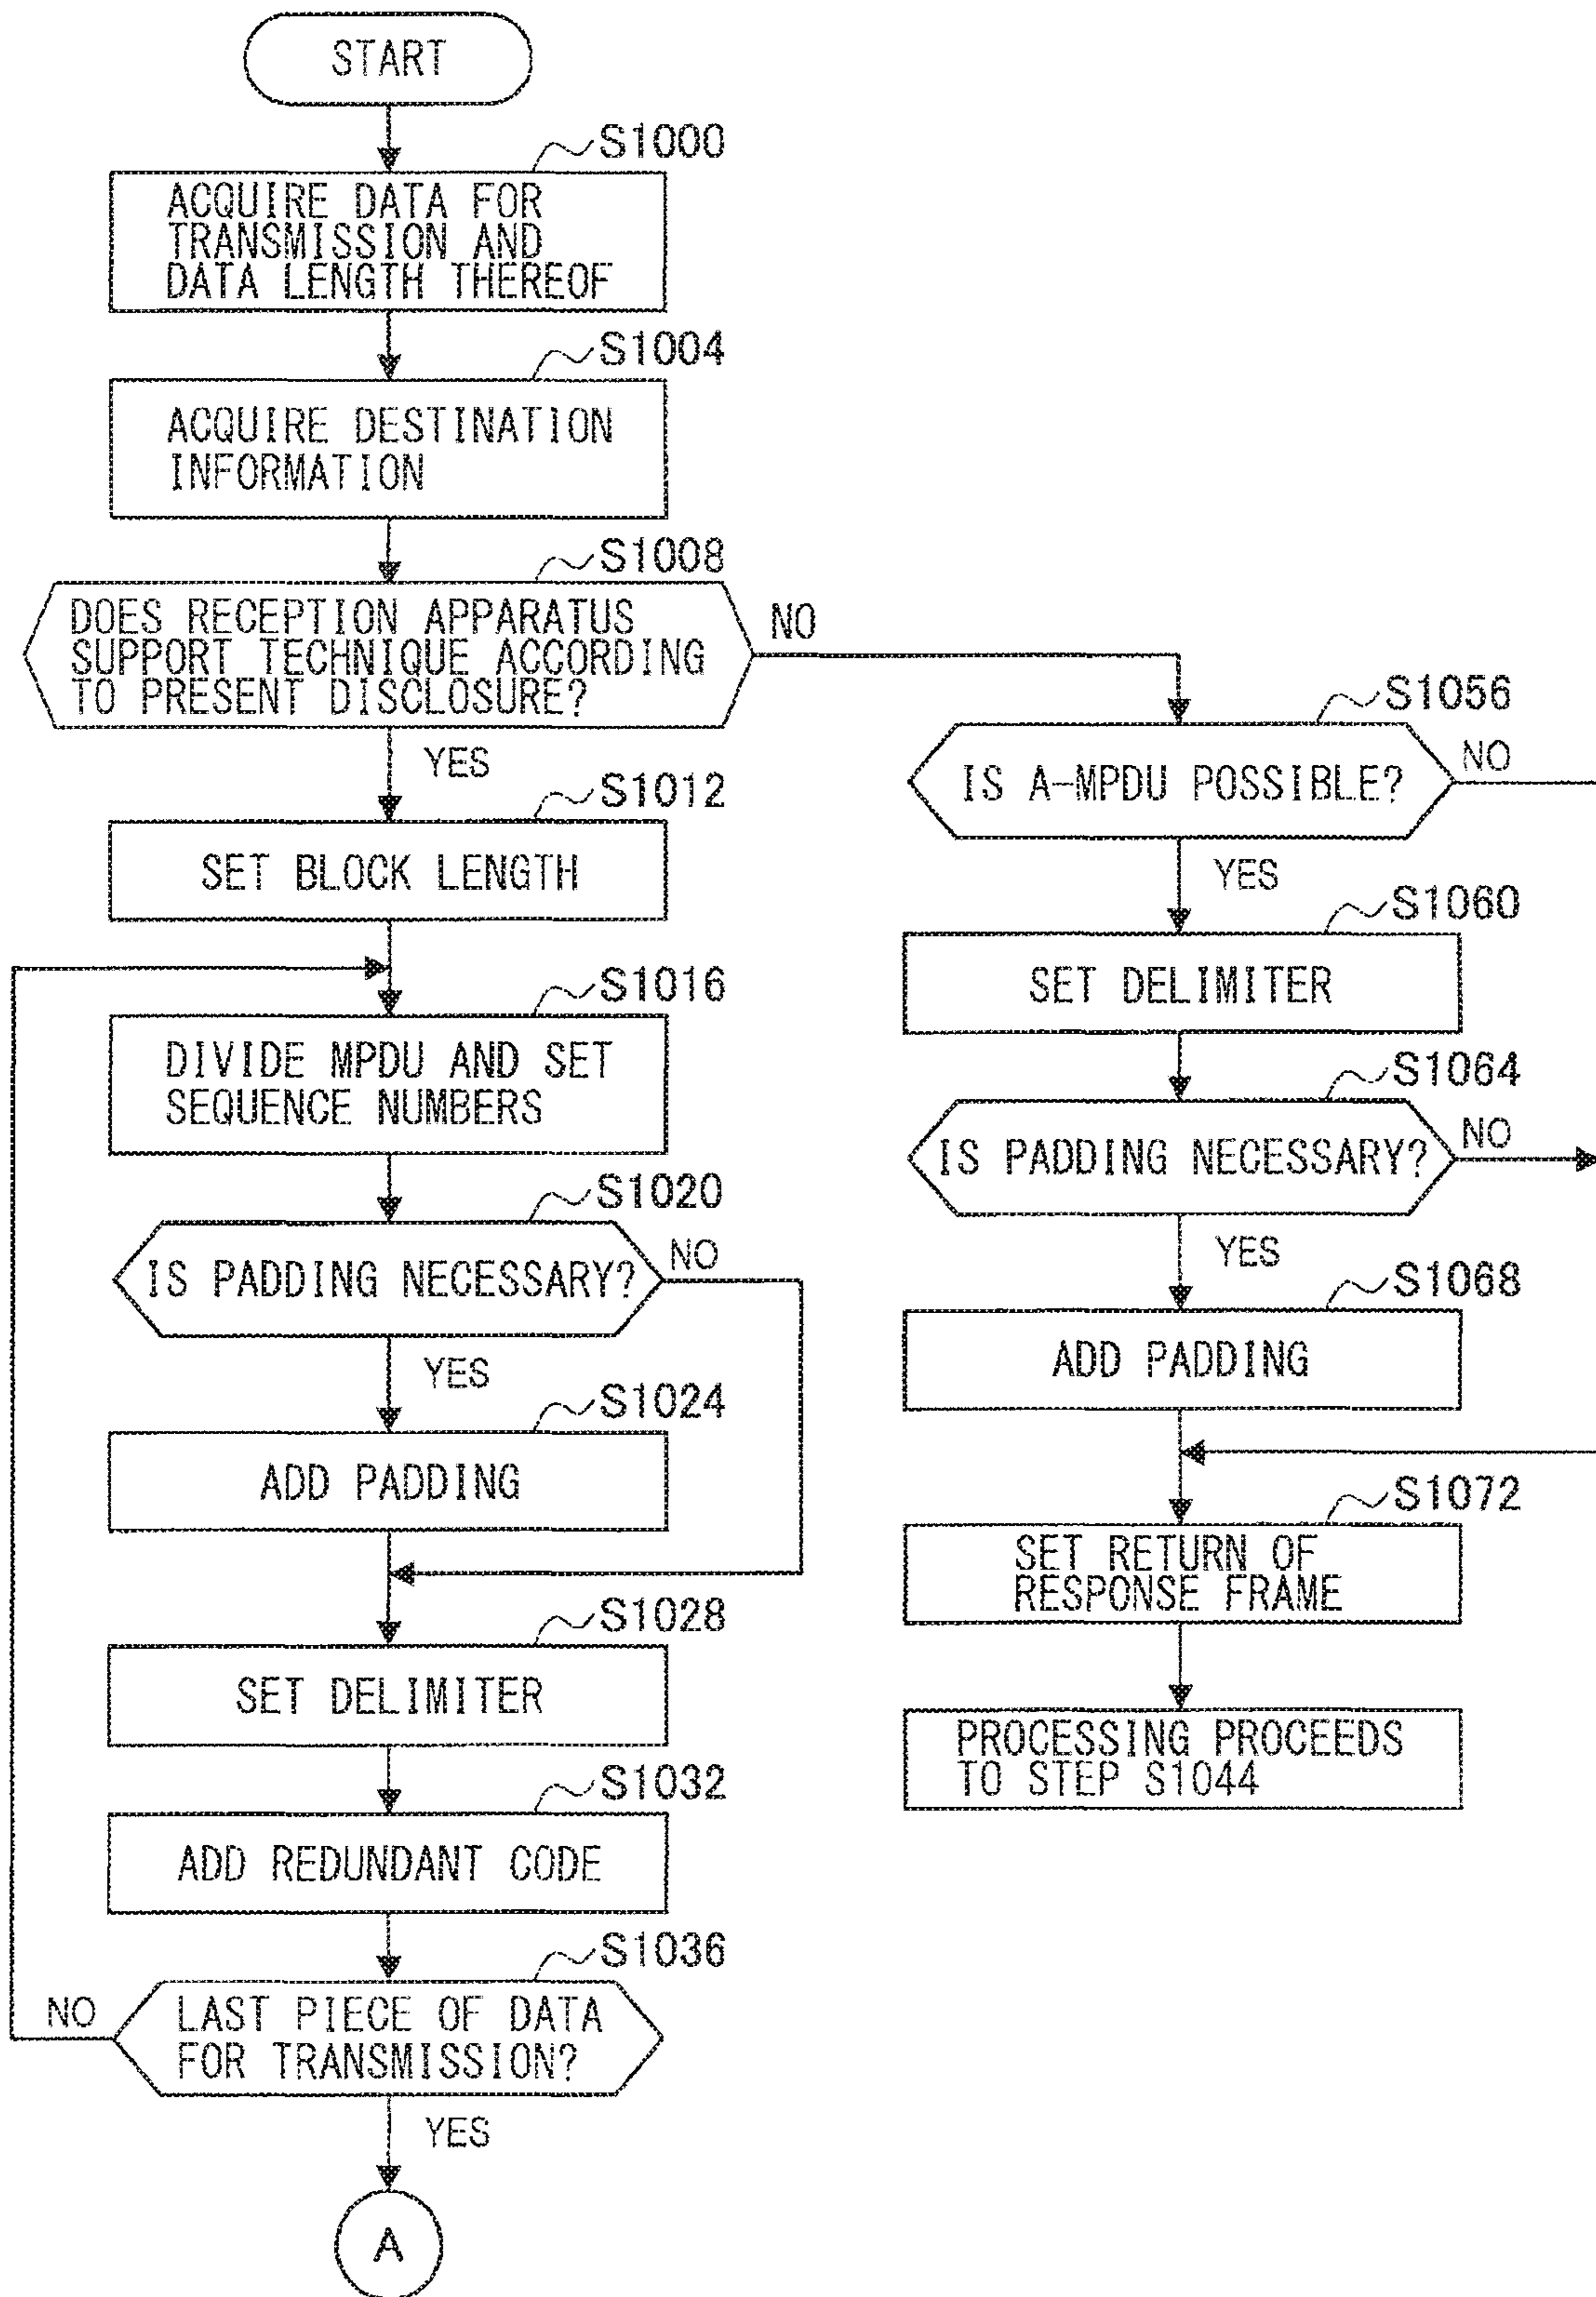 START
S1000
ACQUIRE DATA FOR
TRANSMISSION AND
DATA LENGTH THEREOF
S1004
ACQUIRE DESTINATION
INFORMATION
S1008
DOES RECEPTION APPARATUS
SUPPORT TECHNIQUE ACCORDING
TO PRESENT DISCLOSURE?
NO
YES
S1012
SET BLOCK LENGTH
S1016
DIVIDE MPDU AND SET
SEQUENCE NUMBERS
S1020
IS PADDING NECESSARY?
NO
YES
S1024
ADD PADDING
S1028
SET DELIMITER
S1032
ADD REDUNDANT CODE
S1036
LAST PIECE OF DATA
FOR TRANSMISSION?
NO
YES
A
S1056
IS A-MPDU POSSIBLE?
NO
YES
S1060
SET DELIMITER
S1064
IS PADDING NECESSARY?
NO
YES
S1068
ADD PADDING
S1072
SET RETURN OF
RESPONSE FRAME
PROCESSING PROCEEDS
TO STEP S1044